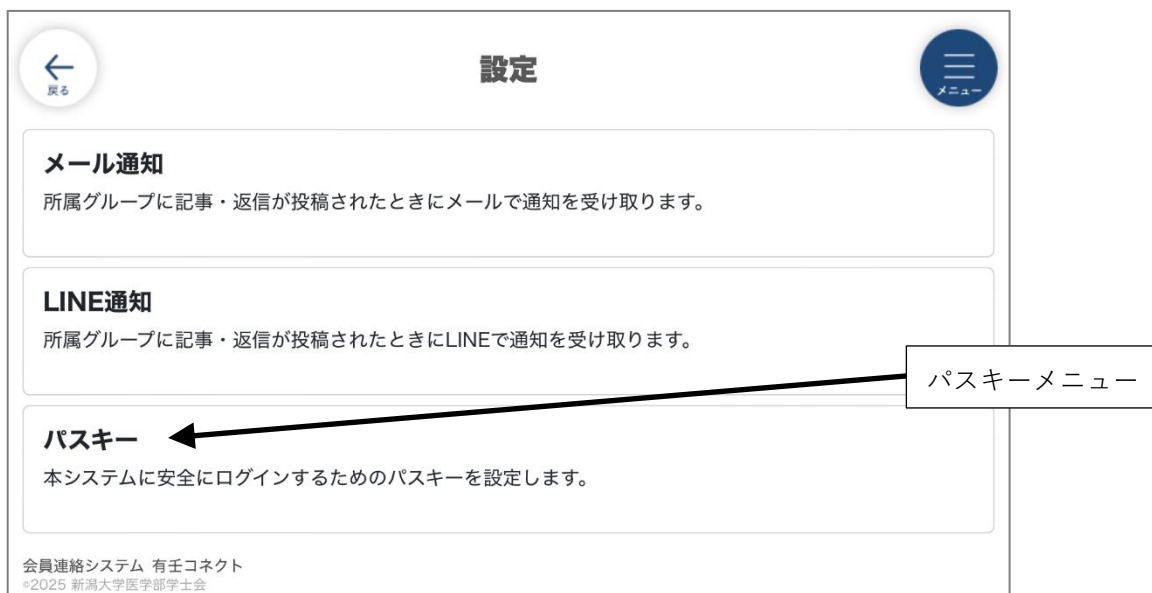 戻る
設定
メニュー
メール通知
所属グループに記事・返信が投稿されたときにメールで通知を受け取ります。
LINE通知
所属グループに記事・返信が投稿されたときにLINEで通知を受け取ります。
パスキーメニュー
パスキー
本システムに安全にログインするためのパスキーを設定します。
会員連絡システム 有壬コネクト
©2025 新潟大学医学部学士会